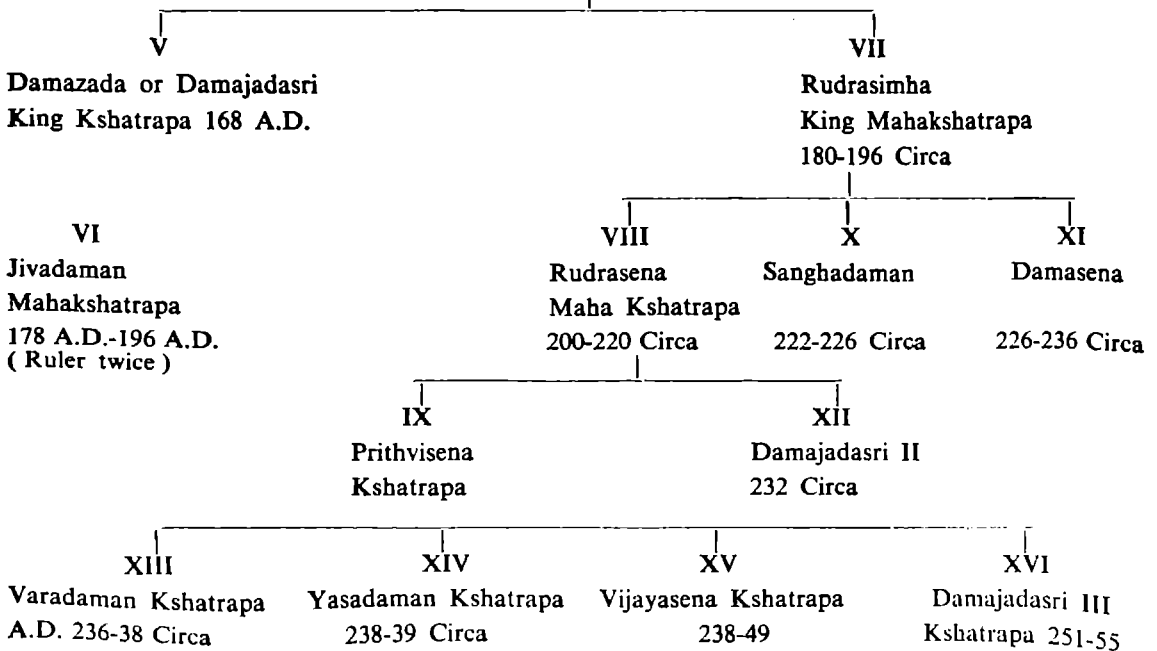 V
Damazada or Damajadasri
King Kshatrapa 168 A.D.
VII
Rudrasimha
King Mahakshatrapa
180-196 Circa
VI
Jivadaman
Mahakshatrapa
178 A.D.-196 A.D.
( Ruler twice )
VIII
Rudrasena
Maha Kshatrapa
200-220 Circa
X
Sanghadaman
222-226 Circa
XI
Damasena
226-236 Circa
IX
Prithvisena
Kshatrapa
XII
Damajadasri II
232 Circa
XIII
Varadaman Kshatrapa
A.D. 236-38 Circa
XIV
Yasadaman Kshatrapa
238-39 Circa
XV
Vijayasena Kshatrapa
238-49
XVI
Damajadasri III
Kshatrapa 251-55